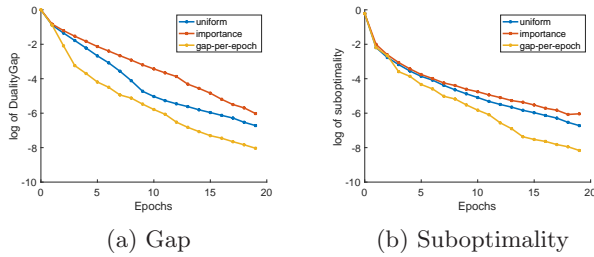 0
-2
-4
-6
-8
-10
log of DualityGap
uniform
importance
gap-per-epoch
0 5 10 15 20
Epochs
(a) Gap
0
-2
-4
-6
-8
-10
log of suboptimality
uniform
importance
gap-per-epoch
0 5 10 15 20
Epochs
(b) Suboptimality